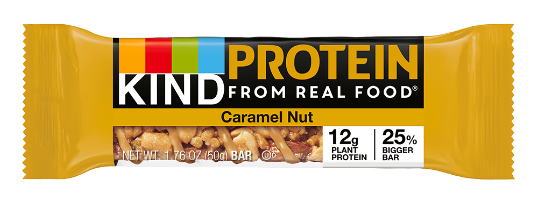 PROTEIN
KIND FROM REAL FOOD®
Caramel Nut
12g PLANT PROTEIN
25% BIGGER BAR
NET WT. 1.76 OZ (50g) BAR